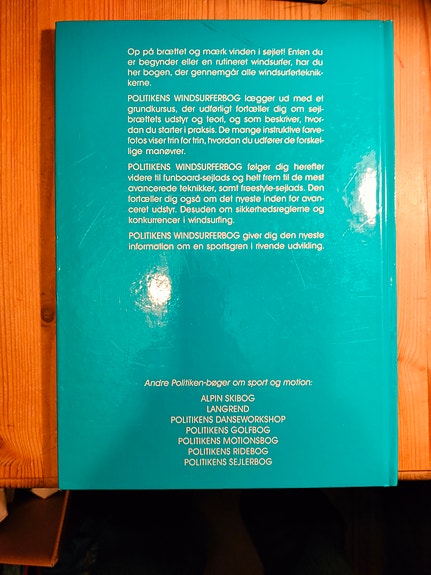 Op på brættet og mærk vinden i sejlet! Enten du
er begynder eller en rutineret windsurfer, har du
her bogen, der gennemgår alle windsurferteknik-
kerne.
POLITIKENS WINDSURFERBOG lægger ud med et
grundkursus, der udførligt fortæller dig om sejl-
brættets udstyr og teori, og som beskriver, hvor-
dan du starter i praksis. De mange instruktive farve-
fotos viser trin for trin, hvordan du udfører de forskel-
lige manøvrer.
POLITIKENS WINDSURFERBOG følger dig herefter
videre til funboard-sejlads og helt frem til de mest
avancerede teknikker, samt freestyle-sejlads. Den
fortæller dig også om det nyeste inden for avan-
ceret udstyr. Desuden om sikkerhedsreglerne og
konkurrencer i windsurfing.
POLITIKENS WINDSURFERBOG giver dig den nyeste
information om en sportsgren i rivende udvikling.
Andre Politiken-bøger om sport og motion:
ALPIN SKIBOG
LANGREND
POLITIKENS DANSEWORKSHOP
POLITIKENS GOLFBOG
POLITIKENS MOTIONSBOG
POLITIKENS RIDEBOG
POLITIKENS SEJLERBOG